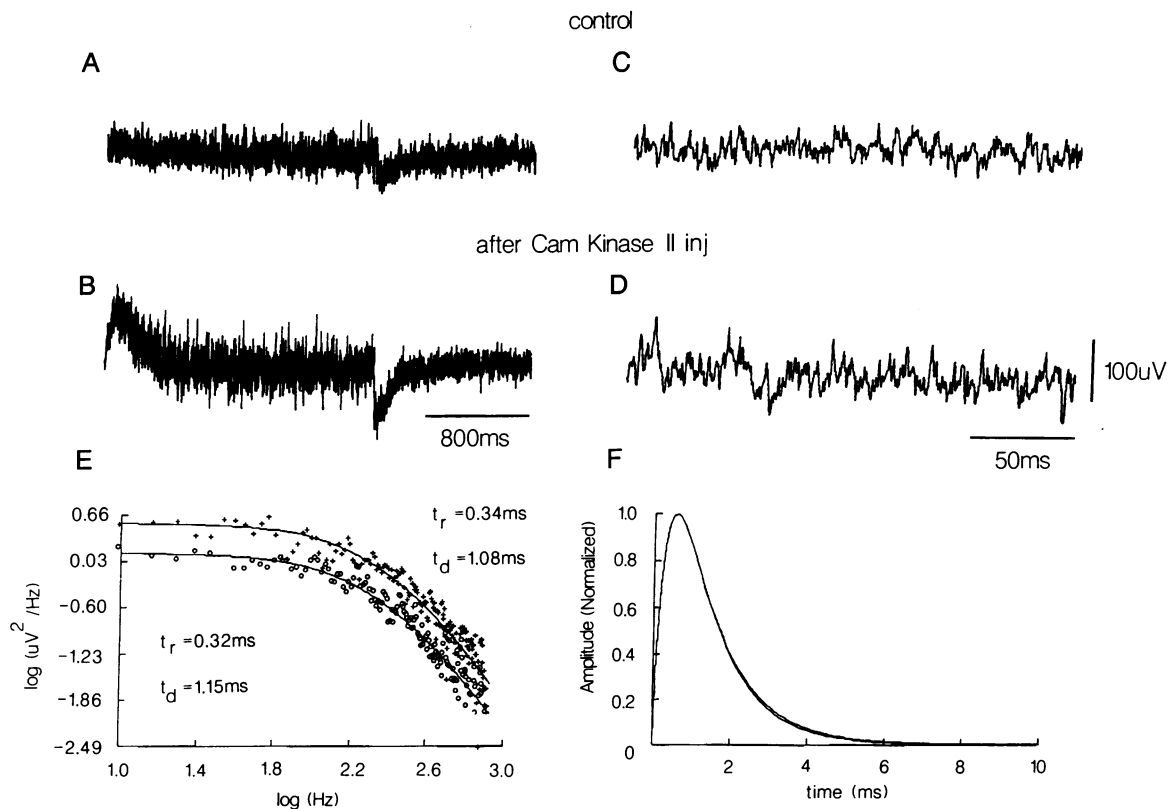 control
A
C
after Cam Kinase II inj
B
D
100uV
800ms
50ms
E
F
0.66
0.03
-0.60
-1.23
-1.86
-2.49
log (uV²/Hz)
t_r =0.34ms
t_d =1.08ms
t_r =0.32ms
t_d =1.15ms
1.0
1.4
1.8
2.2
2.6
3.0
log (Hz)
1.0
0.8
0.6
0.4
0.2
0
Amplitude (Normalized)
2
4
6
8
10
time (ms)